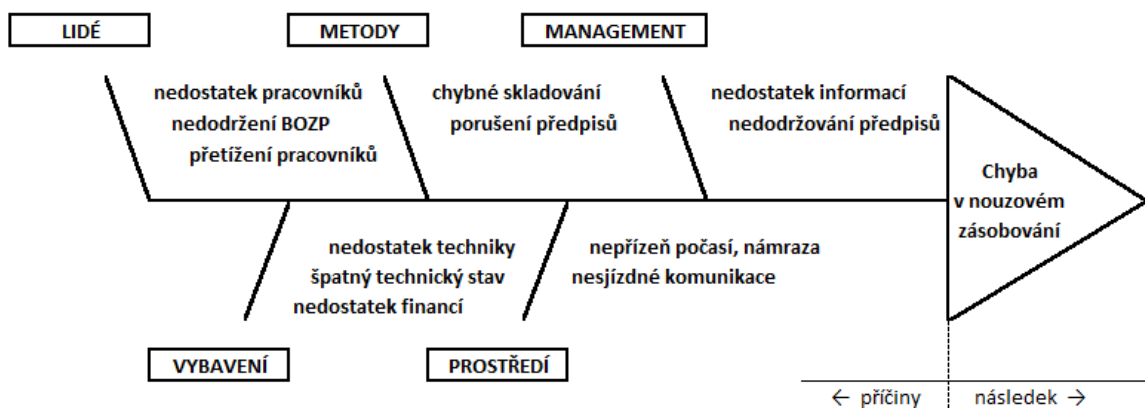 LIDÉ
METODY
MANAGEMENT
nedostatek pracovníků
nedodržení BOZP
přetížení pracovníků
chybné skladování
porušení předpisů
nedostatek informací
nedodržování předpisů
Chyba
v nouzovém
zásobování
nedostatek techniky
špatný technický stav
nedostatek financí
nepřízeň počasí, námraza
nesjízdné komunikace
VYBAVENÍ
PROSTŘEDÍ
← příčiny
následek →